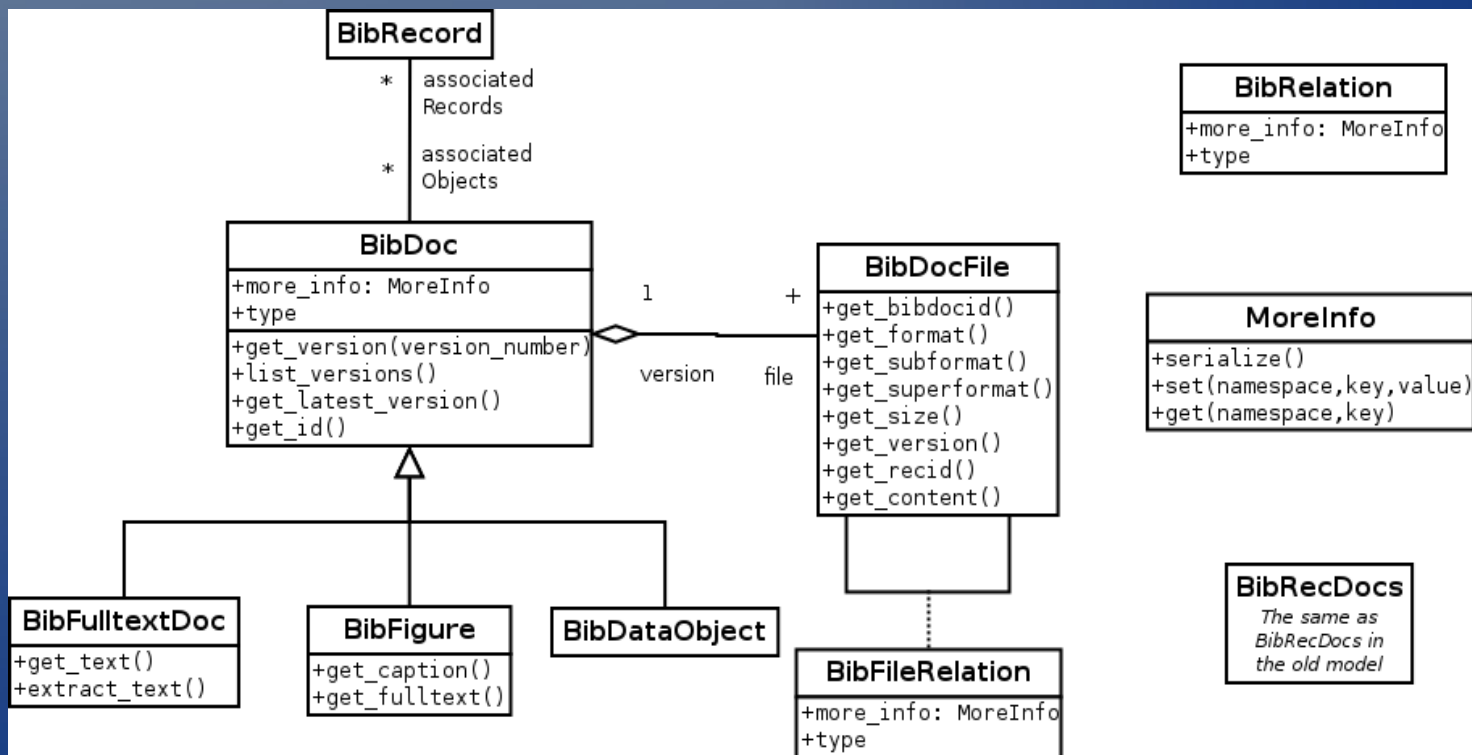 BibRecord
*
associated
Records
*
associated
Objects
BibDoc
+more_info: MoreInfo
+type
+get_version(version_number)
+list_versions()
+get_latest_version()
+get_id()
1
+
version
file
BibDocFile
+get_bibdocid()
+get_format()
+get_subformat()
+get_superformat()
+get_size()
+get_version()
+get_recid()
+get_content()
BibRelation
+more_info: MoreInfo
+type
MoreInfo
+serialize()
+set(namespace,key,value)
+get(namespace,key)
BibFulltextDoc
+get_text()
+extract_text()
BibFigure
+get_caption()
+get_fulltext()
BibDataObject
BibFileRelation
+more_info: MoreInfo
+type
BibRecDocs
The same as
BibRecDocs in
the old model